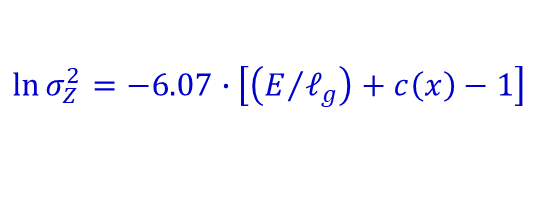 ln σ_Z^2 = −6.07 · [(E/ℓ_g) + c(x) − 1]